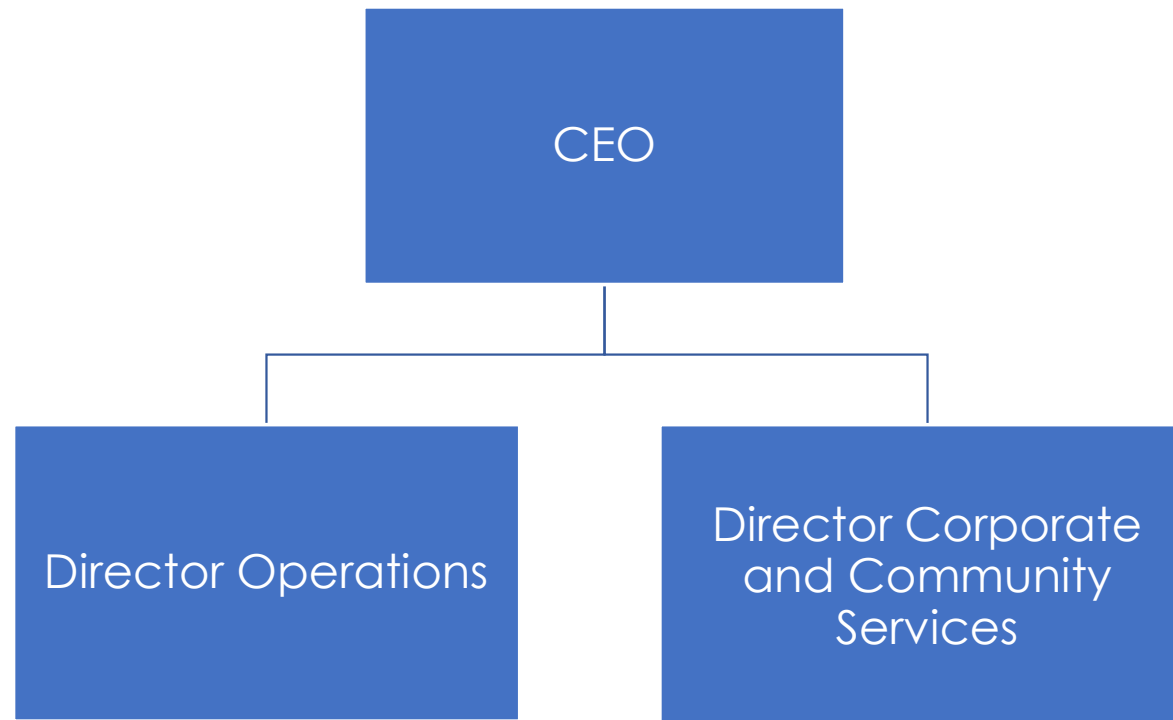 CEO
Director Operations
Director Corporate
and Community
Services